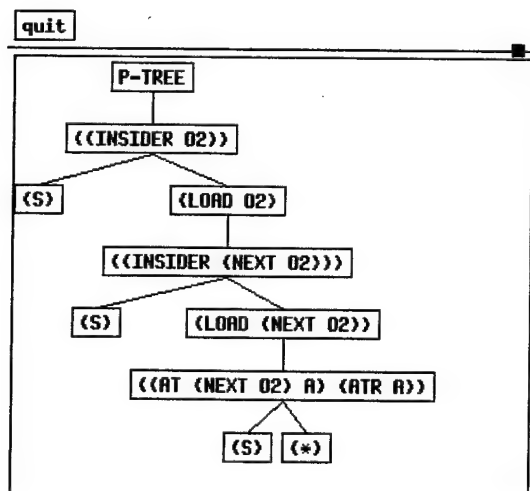 quit
P-TREE
((INSIDER O2))
(S) (LOAD O2)
((INSIDER (NEXT O2)))
(S) (LOAD (NEXT O2))
((AT (NEXT O2) A) (ATR A))
(S) (*)